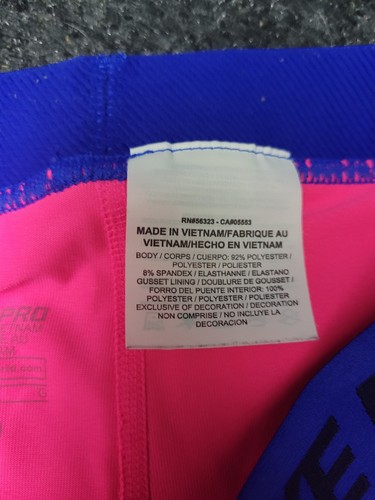 RN#56323 - CA#05553
MADE IN VIETNAM/FABRIQUE AU
VIETNAM/HECHO EN VIETNAM
BODY / CORPS / CUERPO: 92% POLYESTER /
POLYESTER / POLIESTER
8% SPANDEX / ELASTHANNE / ELASTANO
GUSSET LINING / DOUBLURE DE GOUSSET /
FORRO DEL PUENTE INTERIOR: 100%
POLYESTER / POLYESTER / POLIESTER
EXCLUSIVE OF DECORATION / DECORATION
NON COMPRISE / NO INCLUYE LA
DECORACION
PRO